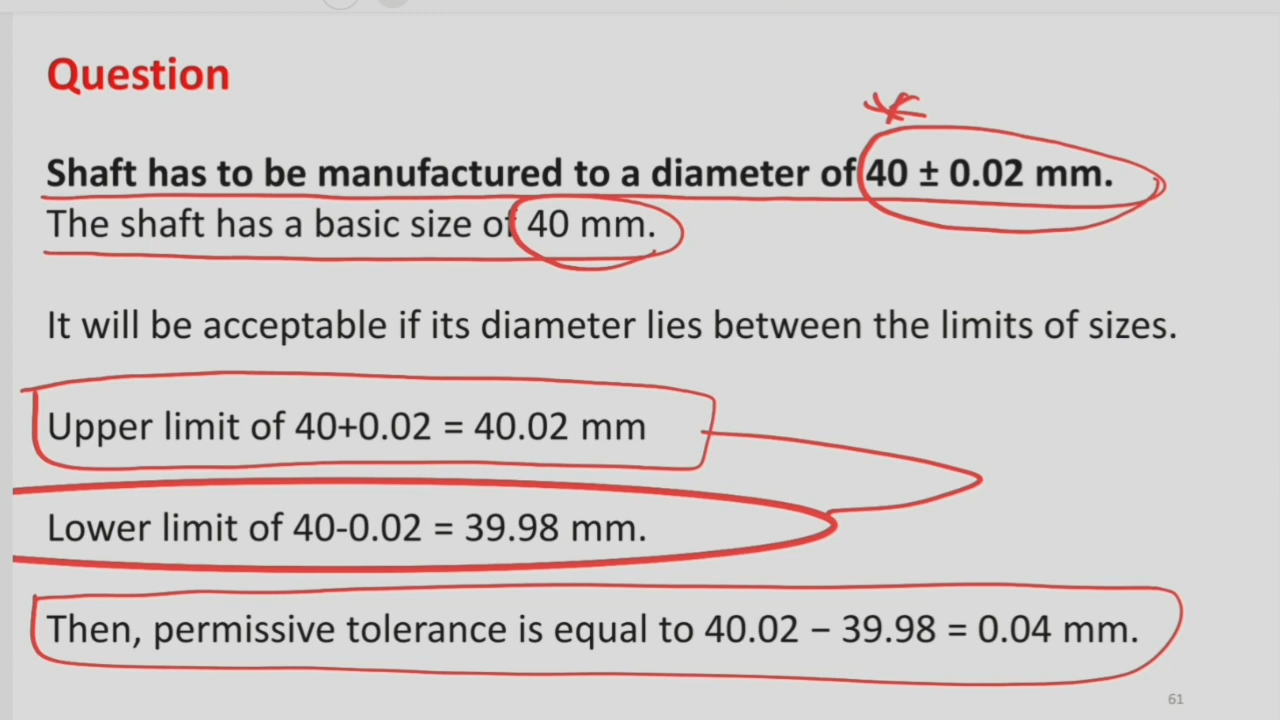 Question
Shaft has to be manufactured to a diameter of 40 ± 0.02 mm.
The shaft has a basic size of 40 mm.
It will be acceptable if its diameter lies between the limits of sizes.
Upper limit of 40+0.02 = 40.02 mm
Lower limit of 40-0.02 = 39.98 mm.
Then, permissive tolerance is equal to 40.02 − 39.98 = 0.04 mm.
61